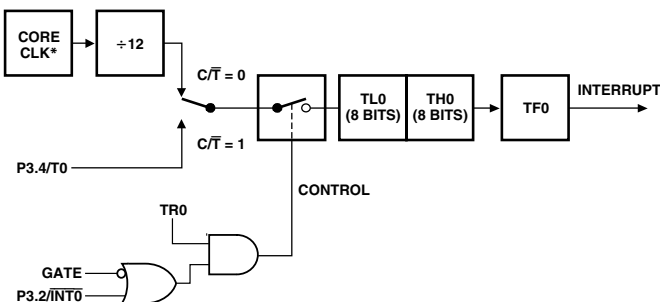 CORE
CLK*
÷12
C/T̅ = 0
TL0
(8 BITS)
TH0
(8 BITS)
TF0
INTERRUPT
C/T̅ = 1
P3.4/T0
CONTROL
TR0
GATE
P3.2/I̅N̅T̅0̅